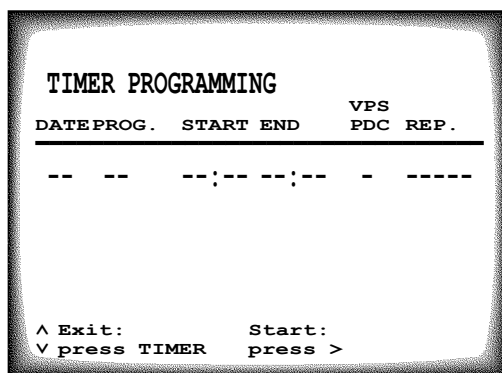 TIMER PROGRAMMING
VPS
DATE PROG. START END PDC REP.
-- -- --:-- --:-- - -----
^ Exit: Start:
v press TIMER press >